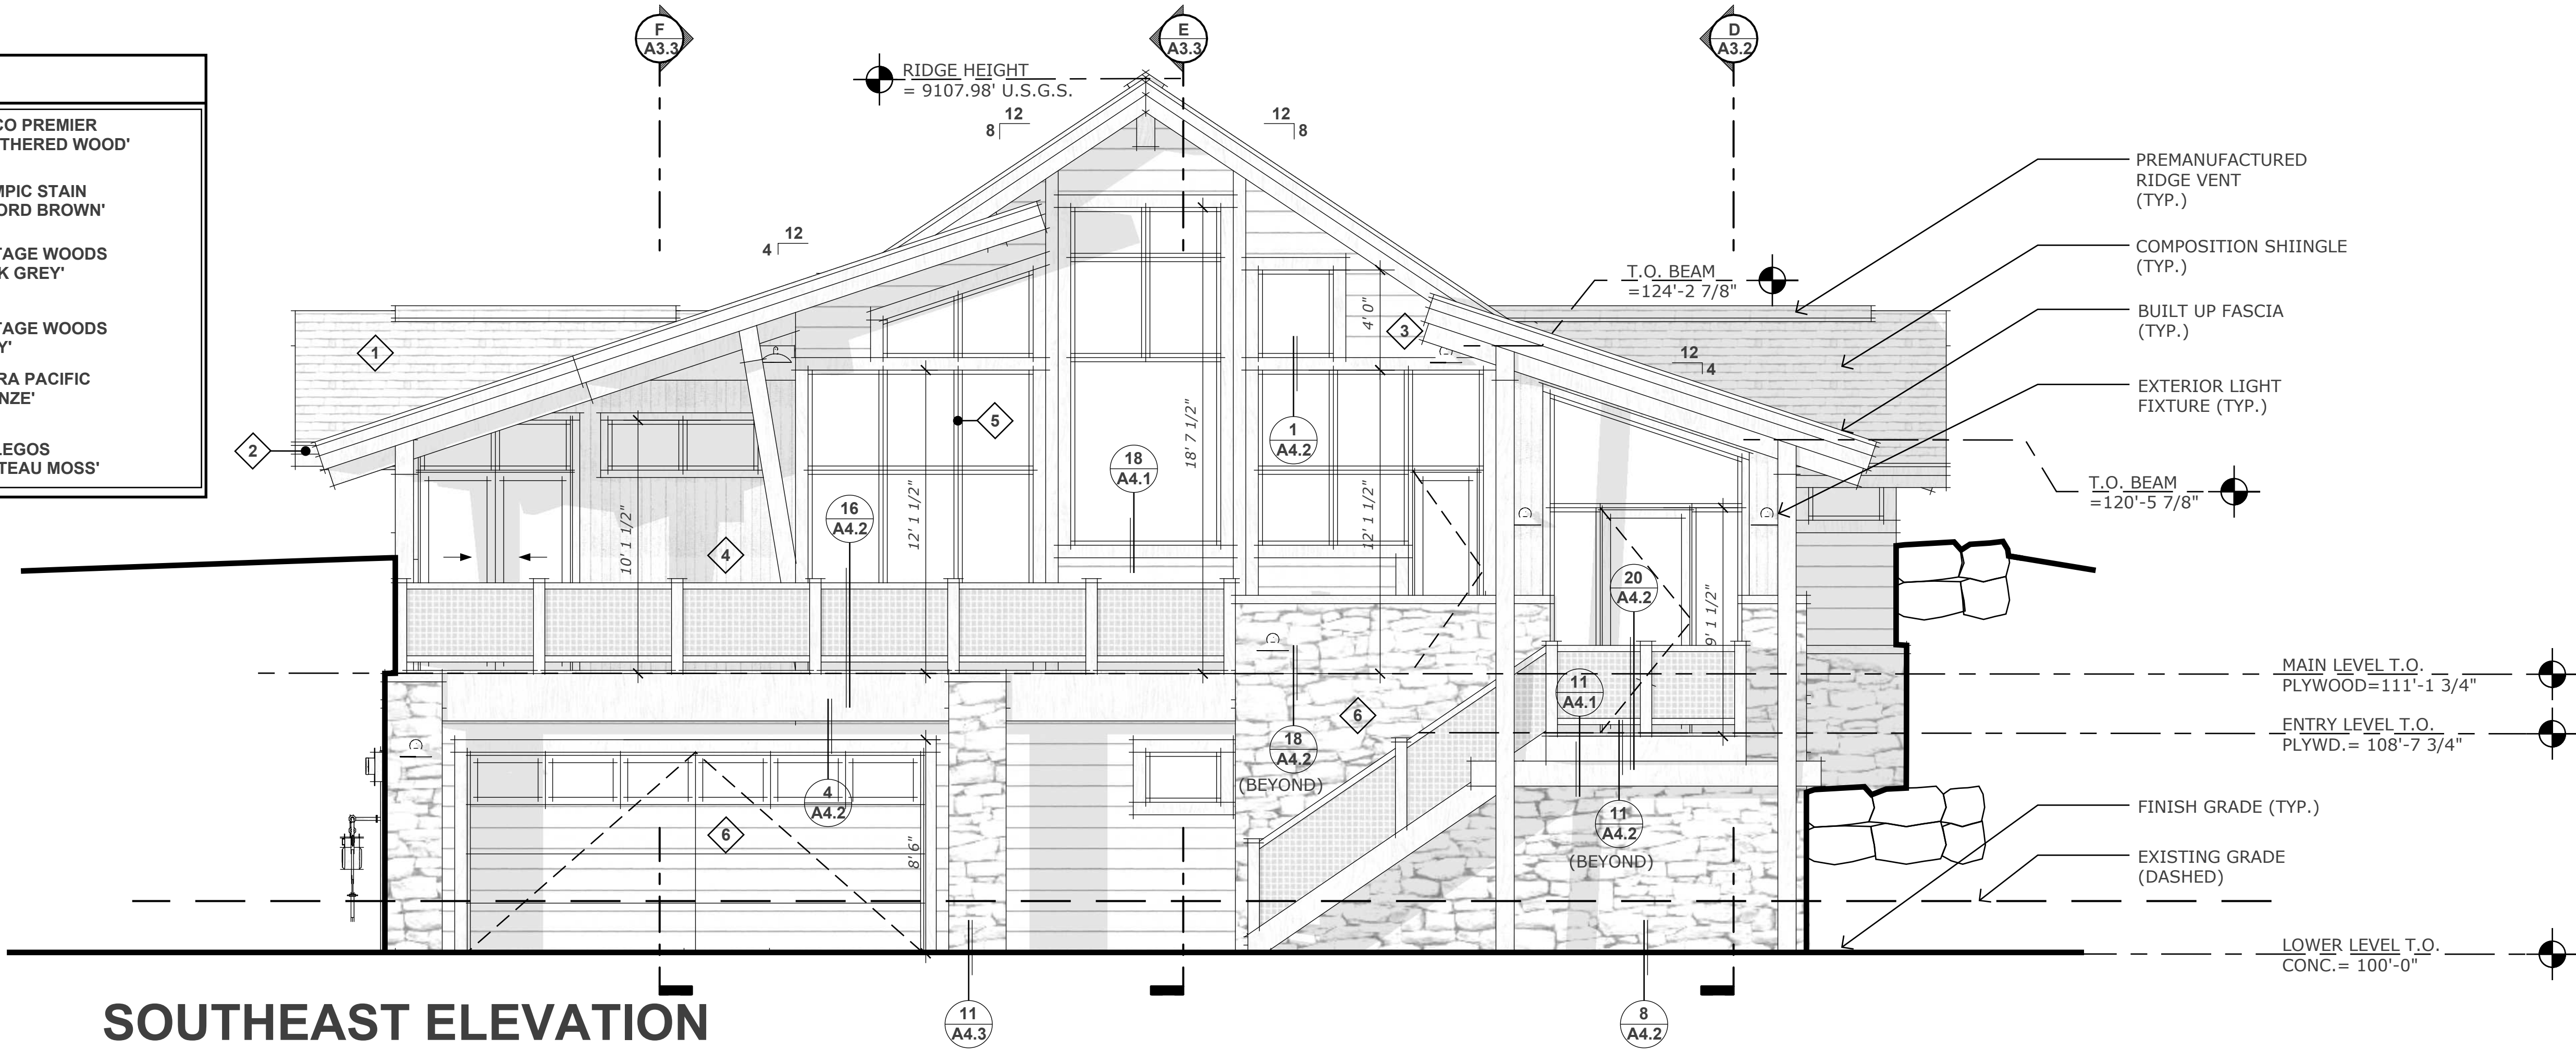 F
A3.3
E
A3.3
D
A3.2
RIDGE HEIGHT
= 9107.98' U.S.G.S.
CO PREMIER
THERED WOOD'
MPIC STAIN
ORD BROWN'
TAGE WOODS
K GREY'
TAGE WOODS
Y'
RA PACIFIC
NZE'
LEGOS
TEAU MOSS'
12
8
12
8
12
4
12
4
T.O. BEAM
=124'-2 7/8"
PREMANUFACTURED
RIDGE VENT
(TYP.)
COMPOSITION SHIINGLE
(TYP.)
BUILT UP FASCIA
(TYP.)
EXTERIOR LIGHT
FIXTURE (TYP.)
T.O. BEAM
=120'-5 7/8"
1
2
3
4
5
6
6
4' 0"
18' 7 1/2"
12' 1 1/2"
12' 1 1/2"
10' 1 1/2"
9' 1 1/2"
8' 6"
1
A4.2
18
A4.1
16
A4.2
20
A4.2
11
A4.1
18
A4.2
(BEYOND)
4
A4.2
11
A4.2
(BEYOND)
MAIN LEVEL T.O.
PLYWOOD=111'-1 3/4"
ENTRY LEVEL T.O.
PLYWD.= 108'-7 3/4"
FINISH GRADE (TYP.)
EXISTING GRADE
(DASHED)
LOWER LEVEL T.O.
CONC.= 100'-0"
11
A4.3
8
A4.2
SOUTHEAST ELEVATION